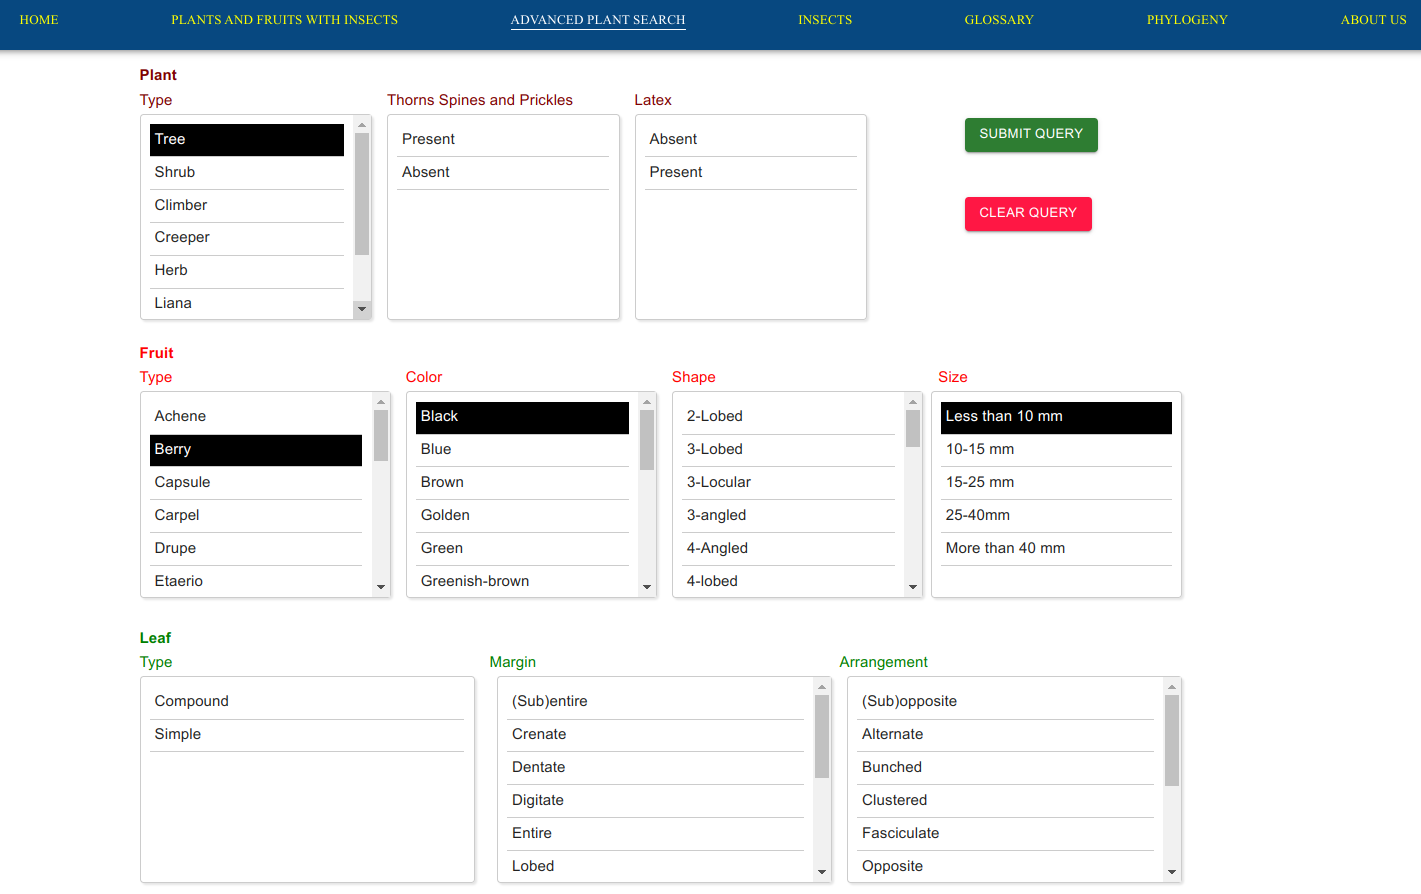 HOME PLANTS AND FRUITS WITH INSECTS ADVANCED PLANT SEARCH INSECTS GLOSSARY PHYLOGENY ABOUT US
Plant
Type Thorns Spines and Prickles Latex
Tree Present Absent SUBMIT QUERY
Shrub Absent Present
Climber CLEAR QUERY
Creeper
Herb
Liana
Fruit
Type Color Shape Size
Achene Black 2-Lobed Less than 10 mm
Berry Blue 3-Lobed 10-15 mm
Capsule Brown 3-Locular 15-25 mm
Carpel Golden 3-angled 25-40mm
Drupe Green 4-Angled More than 40 mm
Etaerio Greenish-brown 4-lobed
Leaf
Type Margin Arrangement
Compound (Sub)entire (Sub)opposite
Simple Crenate Alternate
Dentate Bunched
Digitate Clustered
Entire Fasciculate
Lobed Opposite